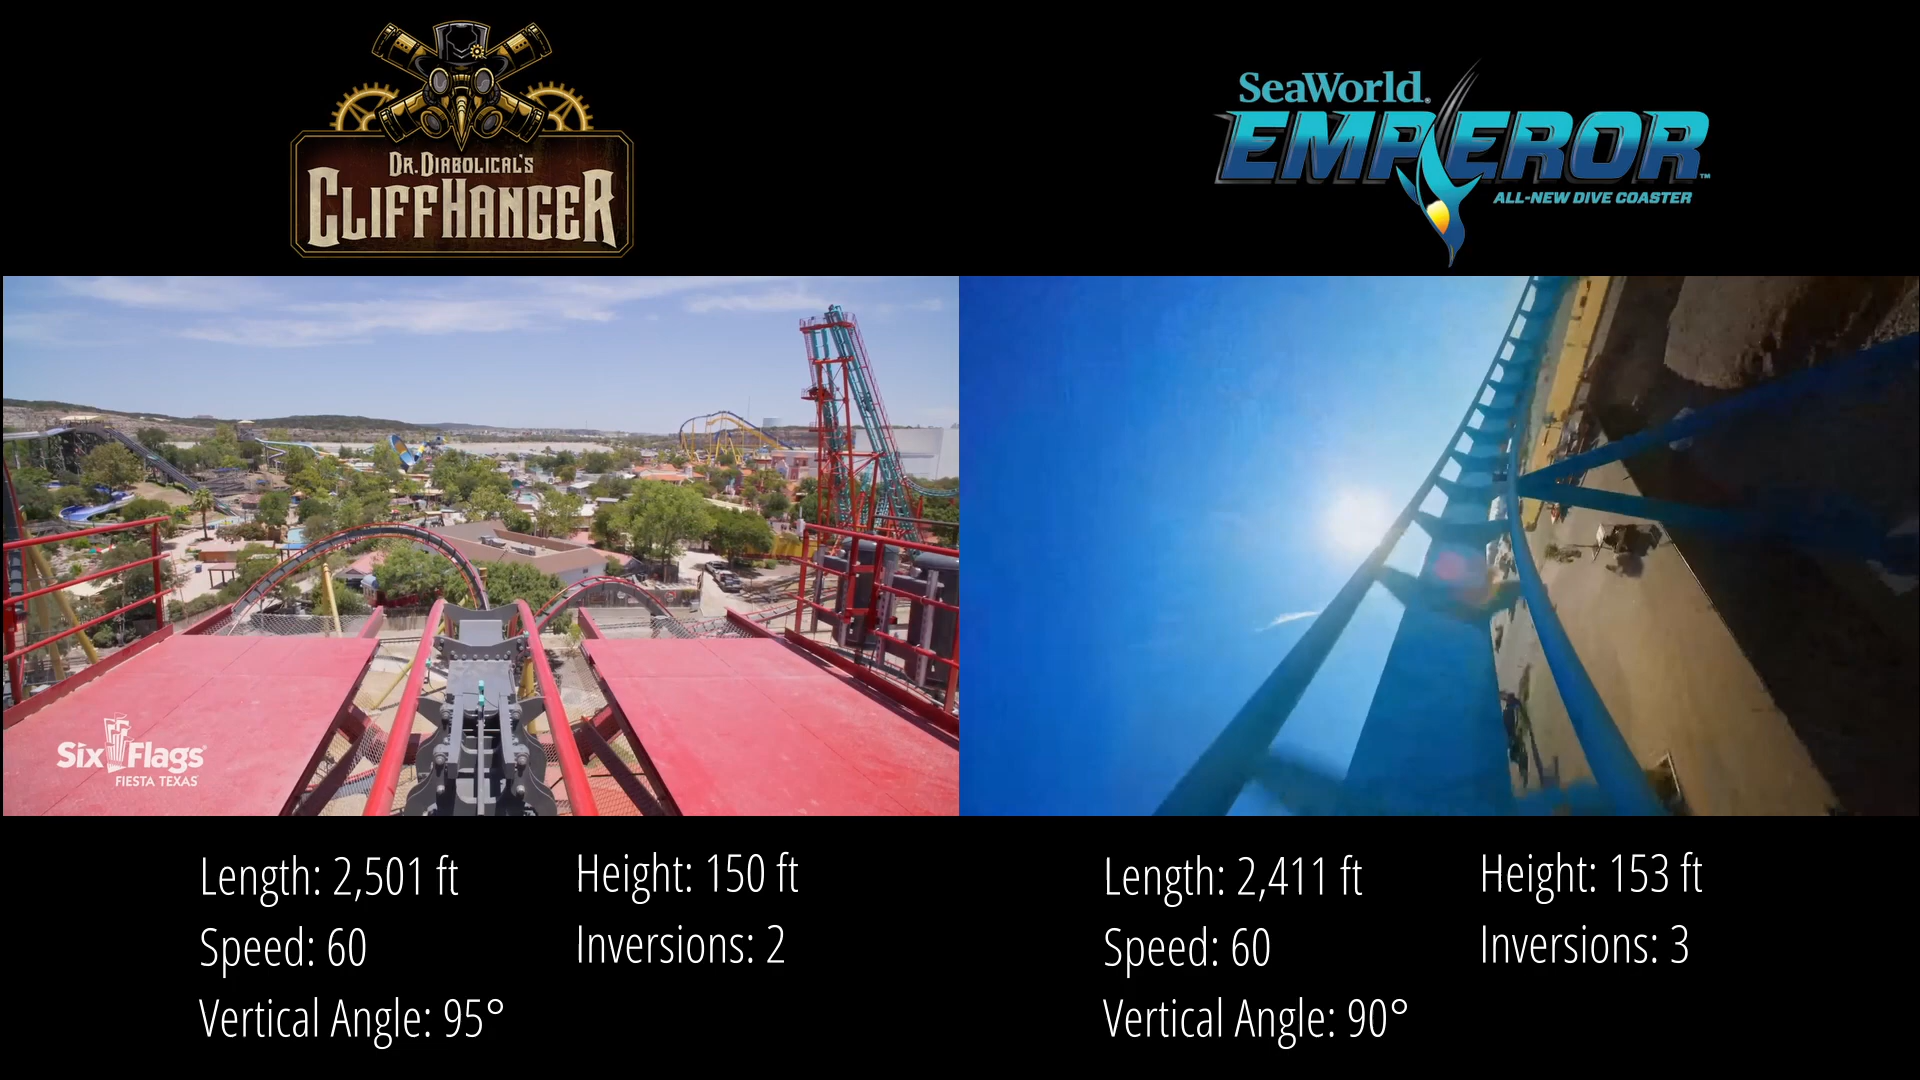 DR. DIABOLICAL'S
CLIFFHANGER
SeaWorld®
EMPEROR™
ALL-NEW DIVE COASTER
Six Flags®
FIESTA TEXAS
Length: 2,501 ft
Height: 150 ft
Speed: 60
Inversions: 2
Vertical Angle: 95°
Length: 2,411 ft
Height: 153 ft
Speed: 60
Inversions: 3
Vertical Angle: 90°